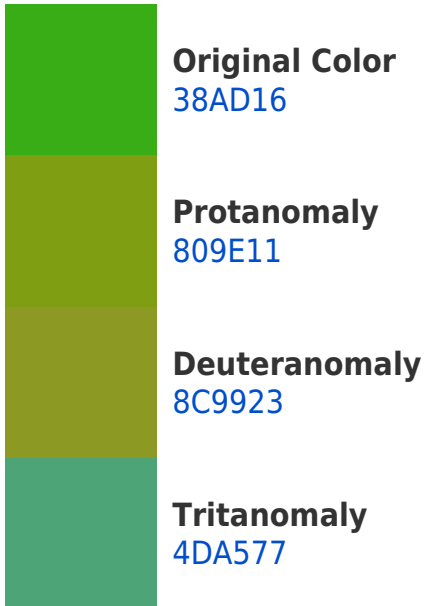 Original Color
38AD16
Protanomaly
809E11
Deuteranomaly
8C9923
Tritanomaly
4DA577